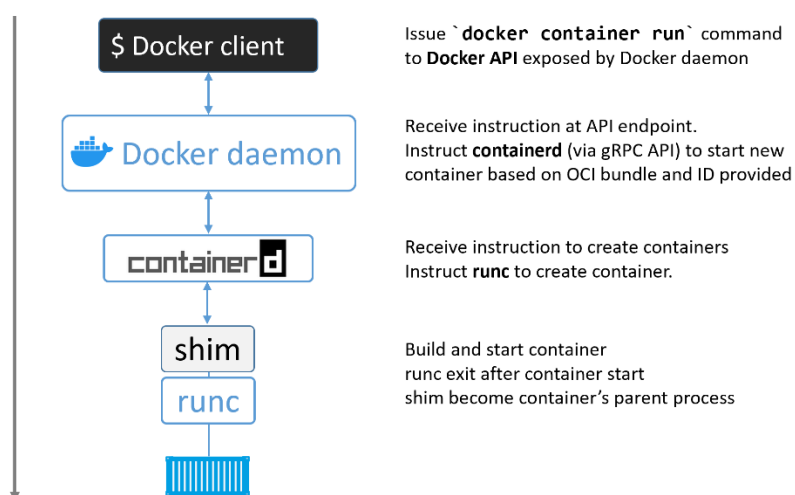 $ Docker client
Issue `docker container run` command
to Docker API exposed by Docker daemon
Docker daemon
Receive instruction at API endpoint.
Instruct containerd (via gRPC API) to start new
container based on OCI bundle and ID provided
containerd
Receive instruction to create containers
Instruct runc to create container.
shim
runc
Build and start container
runc exit after container start
shim become container’s parent process